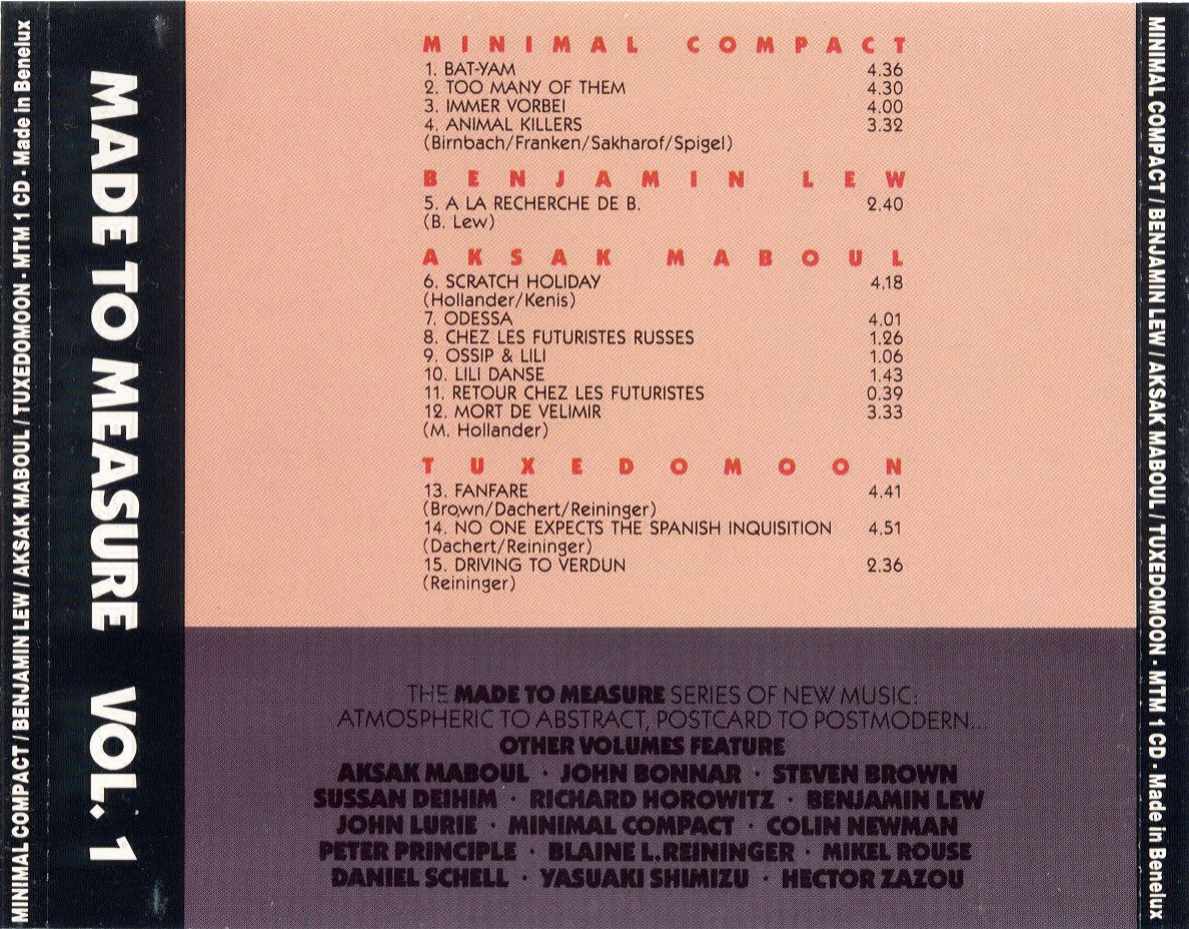 MINIMAL COMPACT / BENJAMIN LEW / AKSAK MABOUL / TUXEDOMOON - MTM 1 CD - Made in Benelux
MADE TO MEASURE VOL. 1
MINIMAL COMPACT
1. BAT-YAM 4.36
2. TOO MANY OF THEM 4.30
3. IMMER VORBEI 4.00
4. ANIMAL KILLERS 3.32
(Birnbach/Franken/Sakharof/Spigel)
BENJAMIN LEW
5. A LA RECHERCHE DE B. 2.40
(B. Lew)
AKSAK MABOUL
6. SCRATCH HOLIDAY 4.18
(Hollander/Kenis)
7. ODESSA 4.01
8. CHEZ LES FUTURISTES RUSSES 1.26
9. OSSIP & LILI 1.06
10. LILI DANSE 1.43
11. RETOUR CHEZ LES FUTURISTES 0.39
12. MORT DE VELIMIR 3.33
(M. Hollander)
TUXEDOMOON
13. FANFARE 4.41
(Brown/Dachert/Reininger)
14. NO ONE EXPECTS THE SPANISH INQUISITION 4.51
(Dachert/Reininger)
15. DRIVING TO VERDUN 2.36
(Reininger)
THE MADE TO MEASURE SERIES OF NEW MUSIC:
ATMOSPHERIC TO ABSTRACT, POSTCARD TO POSTMODERN...
OTHER VOLUMES FEATURE
AKSAK MABOUL · JOHN BONNAR · STEVEN BROWN
SUSSAN DEIHIM · RICHARD HOROWITZ · BENJAMIN LEW
JOHN LURIE · MINIMAL COMPACT · COLIN NEWMAN
PETER PRINCIPLE · BLAINE L.REININGER · MIKEL ROUSE
DANIEL SCHELL · YASUAKI SHIMIZU · HECTOR ZAZOU
MINIMAL COMPACT / BENJAMIN LEW / AKSAK MABOUL / TUXEDOMOON - MTM 1 CD - Made in Benelux